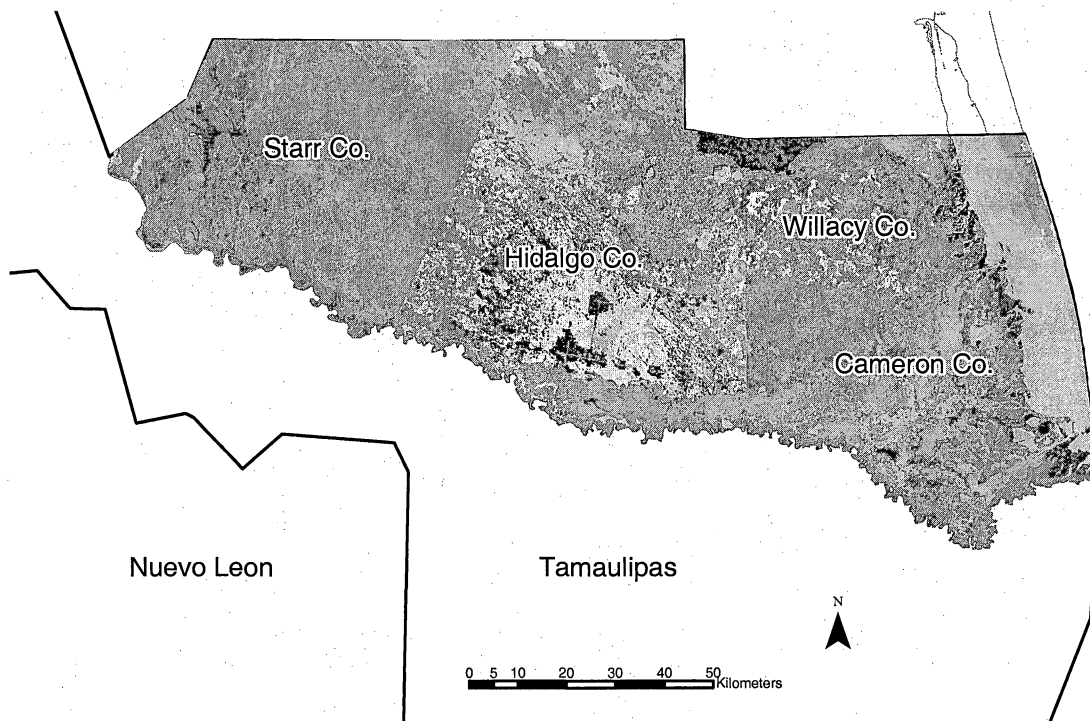 Starr Co.
Willacy Co.
Hidalgo Co.
Cameron Co.
Nuevo Leon
Tamaulipas
N
0 5 10 20 30 40 50
Kilometers